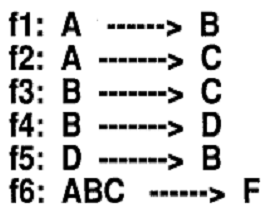 f1: A ------> B
f2: A -------> C
f3: B -------> C
f4: B -------> D
f5: D -------> B
f6: ABC ------> F